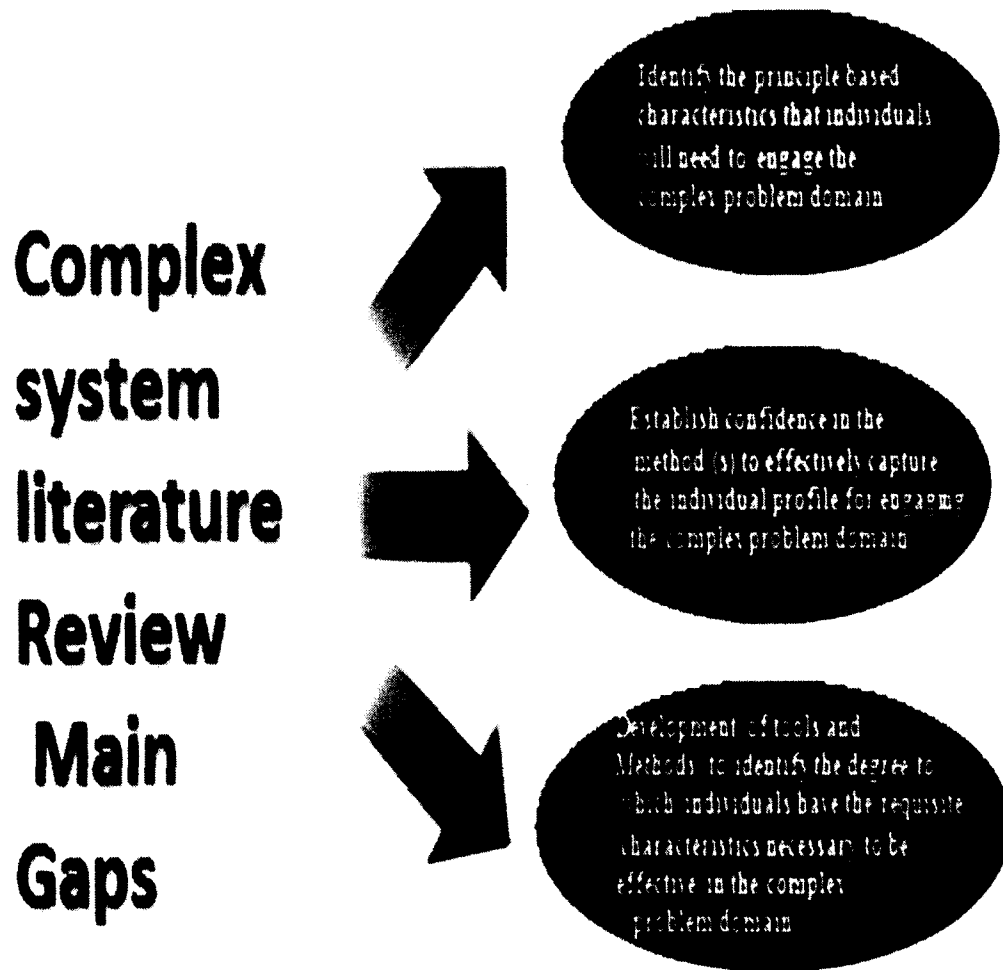 Complex
system
literature
Review
Main
Gaps
Identify the principle based
characteristics that individuals
will need to engage the
complex problem domain
Establish confidence in the
method (s) to effectively capture
the individual profile for engaging
the complex problem domain
Development of tools and
Methods to identify the degree to
which individuals have the requisite
characteristics necessary to be
effective in the complex
problem domain